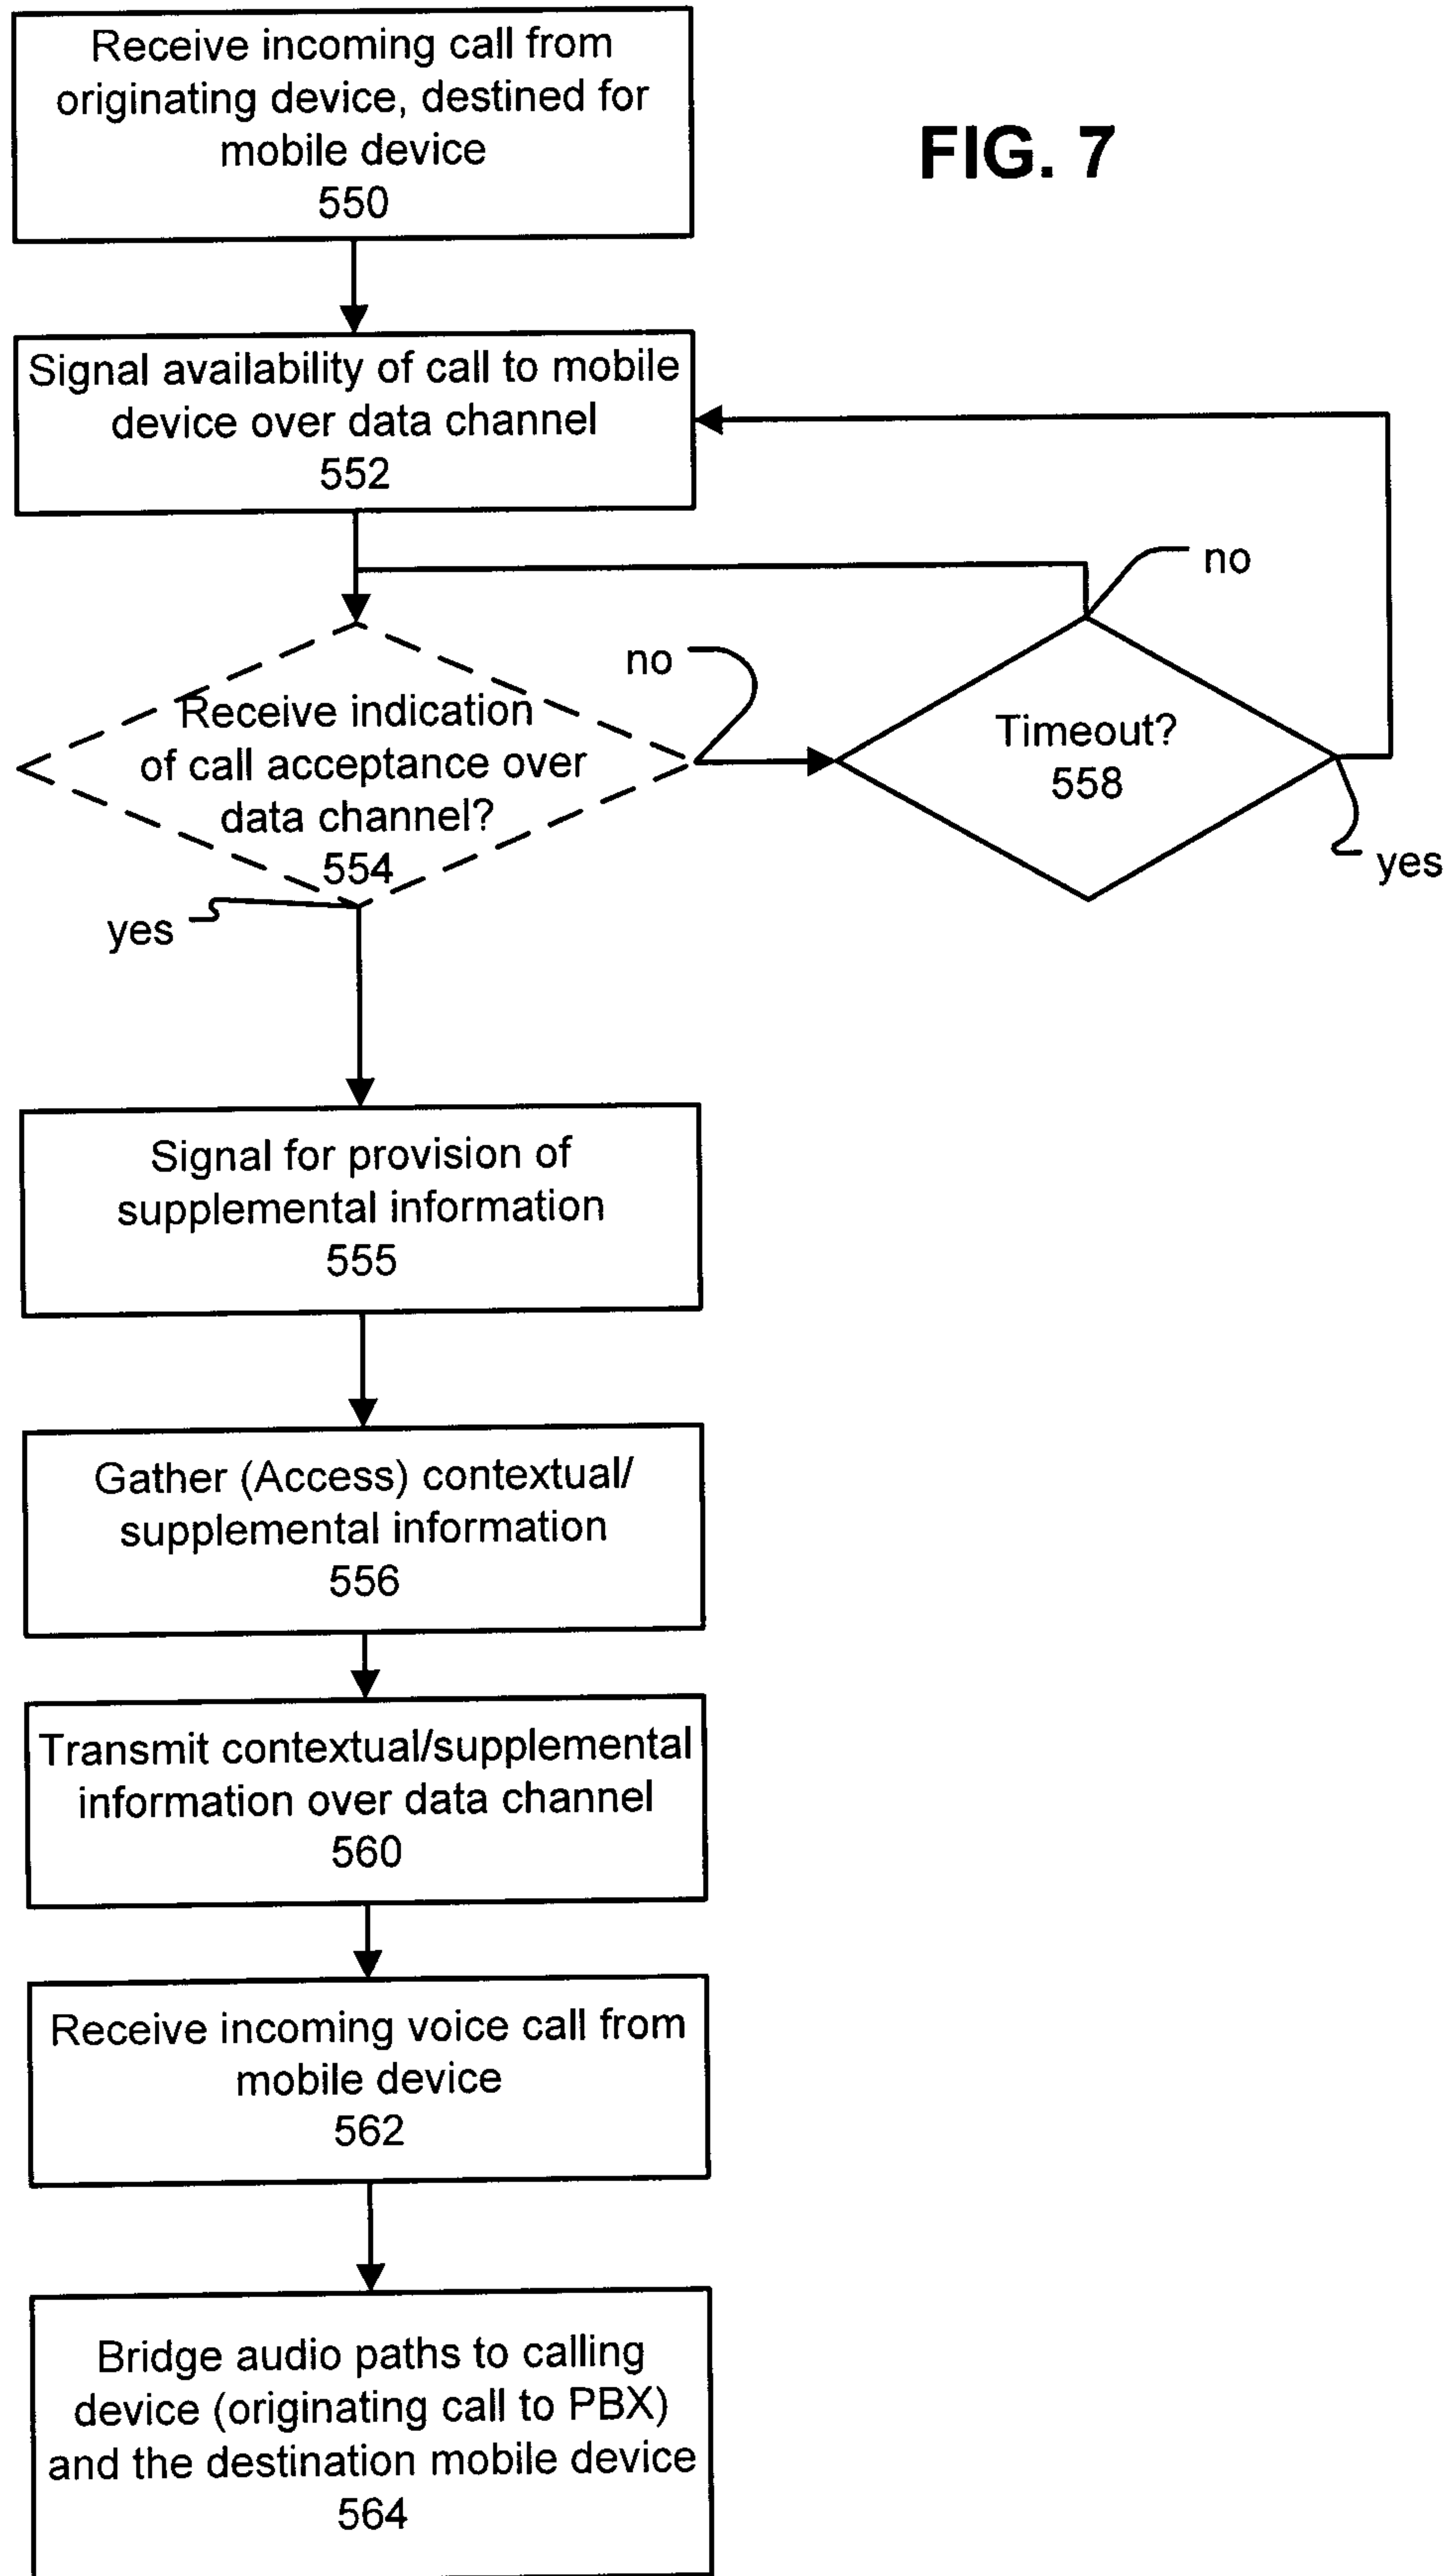 Receive incoming call from
originating device, destined for
mobile device
550
FIG. 7
Signal availability of call to mobile
device over data channel
552
no
no
Receive indication
of call acceptance over
data channel?
554
Timeout?
558
yes
yes
Signal for provision of
supplemental information
555
Gather (Access) contextual/
supplemental information
556
Transmit contextual/supplemental
information over data channel
560
Receive incoming voice call from
mobile device
562
Bridge audio paths to calling
device (originating call to PBX)
and the destination mobile device
564